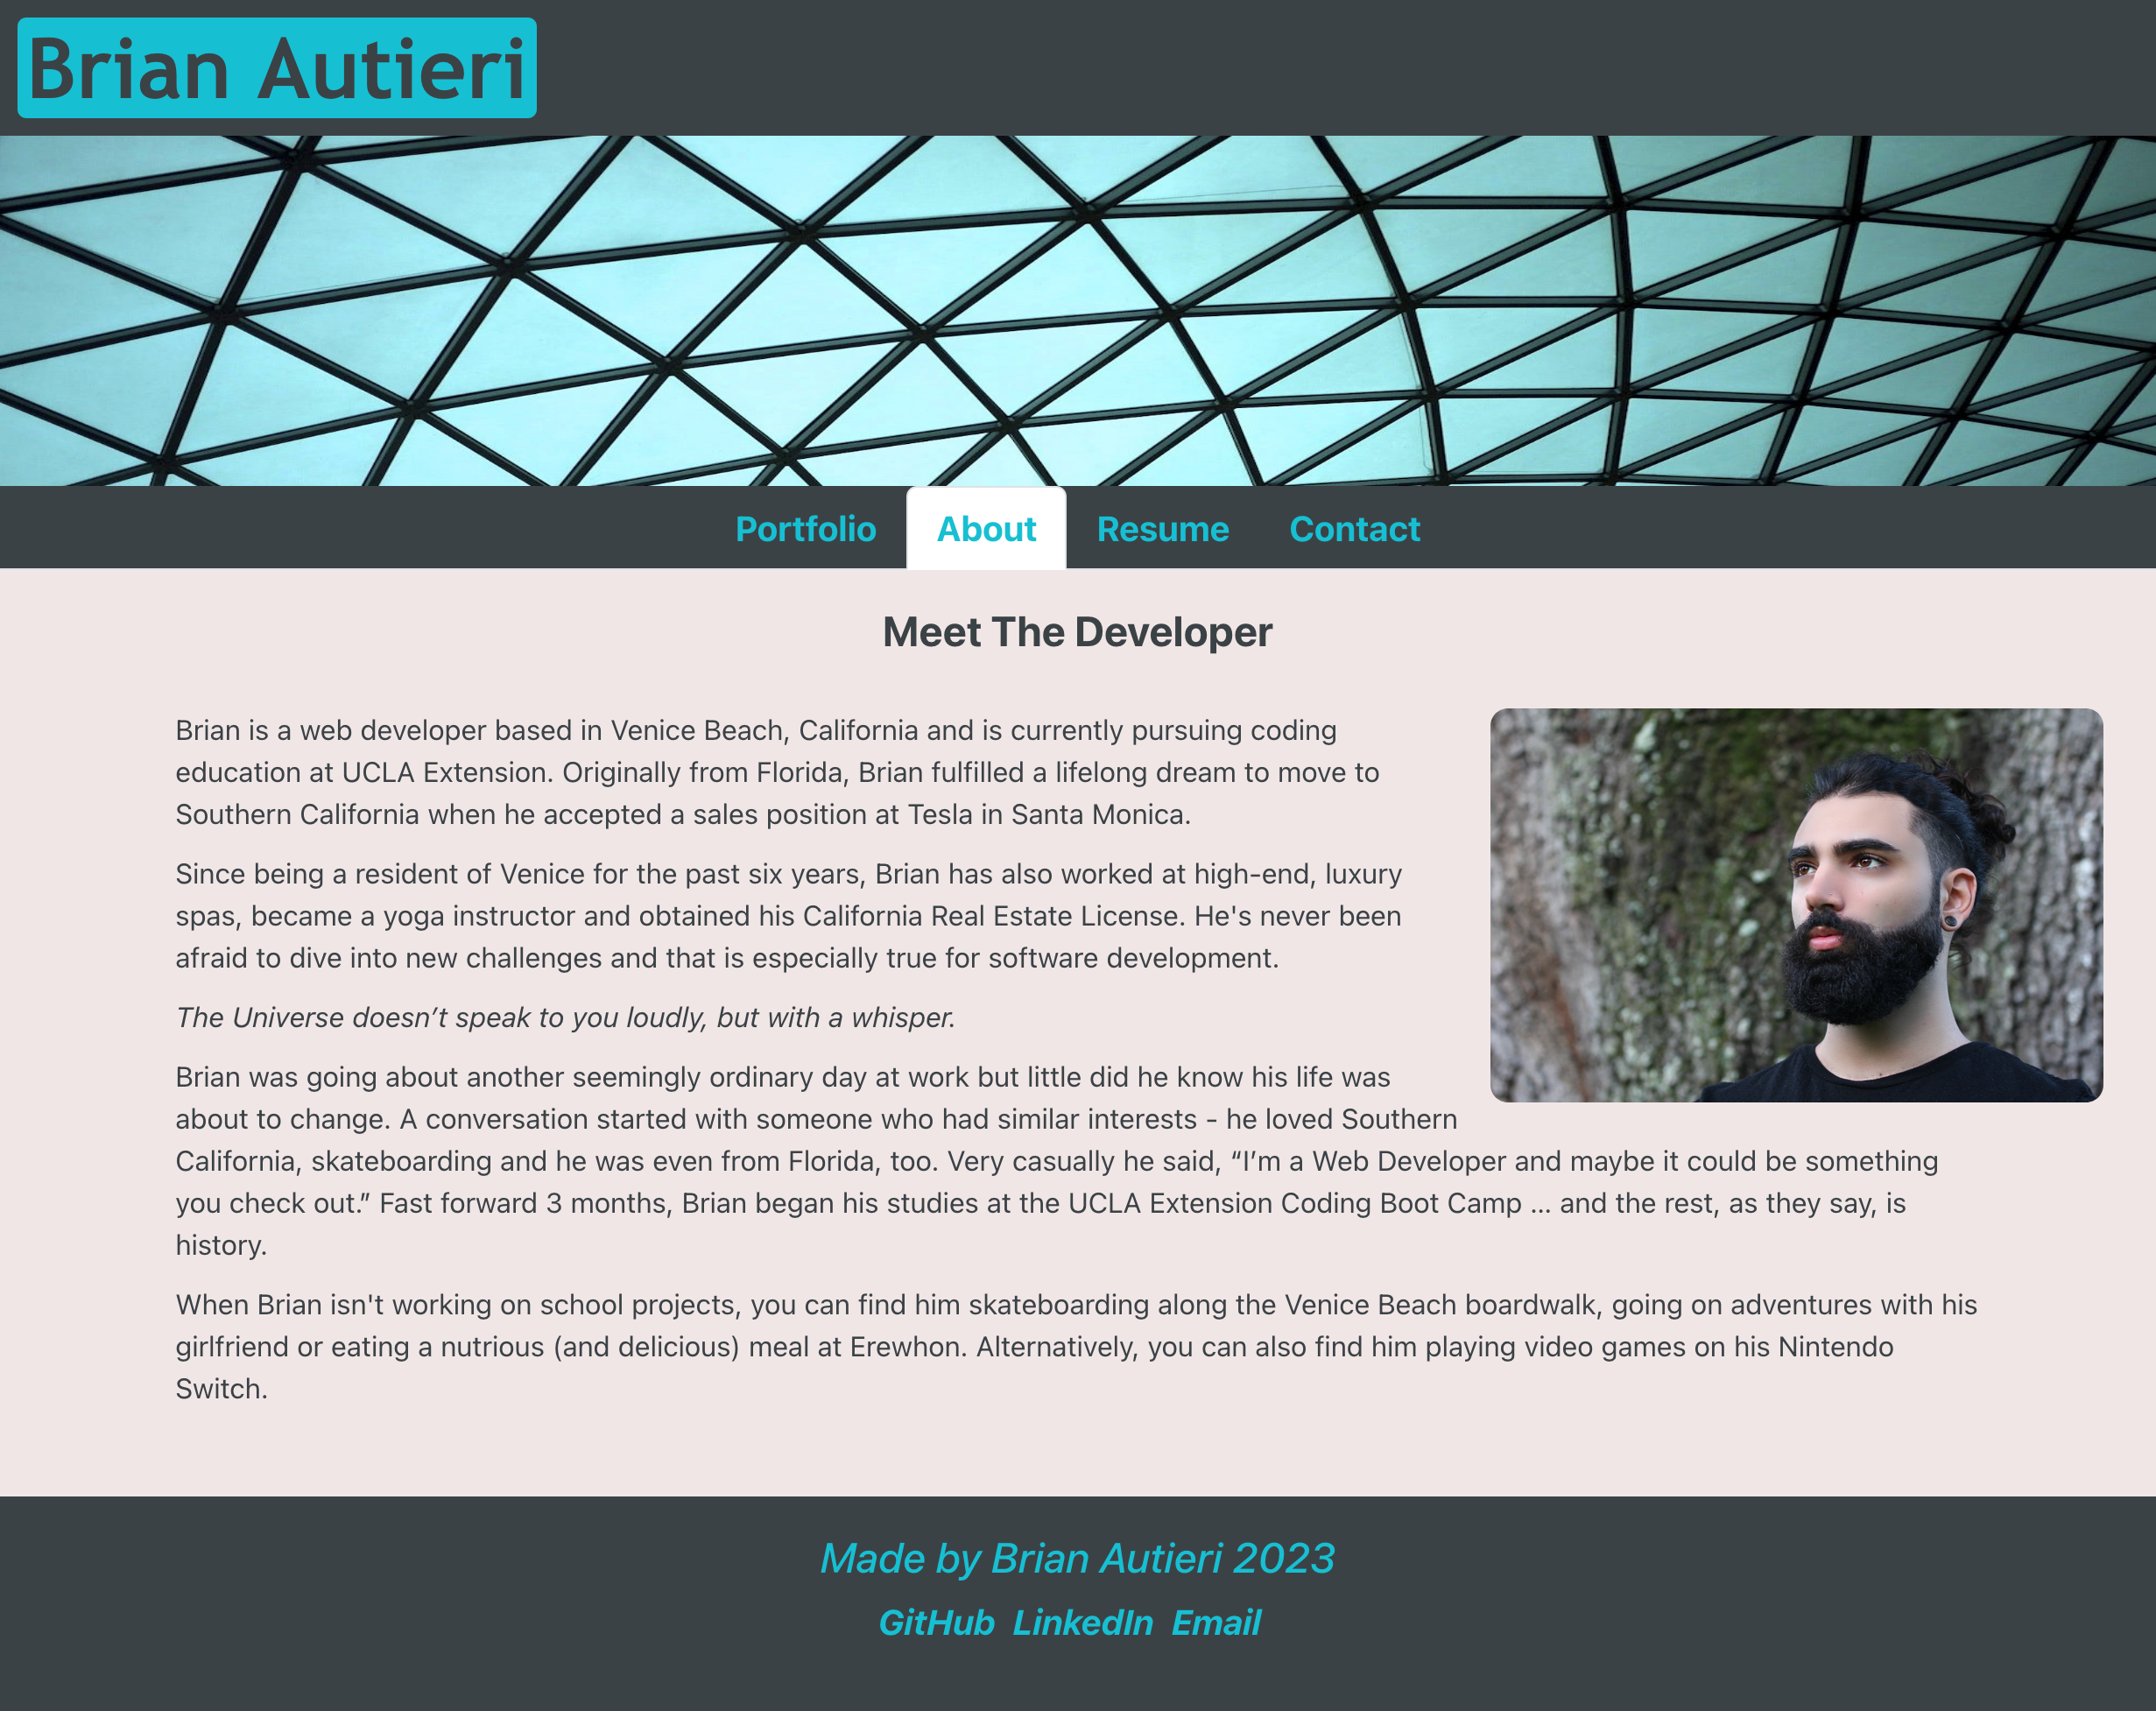 Brian Autieri
Portfolio About Resume Contact
Meet The Developer
Brian is a web developer based in Venice Beach, California and is currently pursuing coding
education at UCLA Extension. Originally from Florida, Brian fulfilled a lifelong dream to move to
Southern California when he accepted a sales position at Tesla in Santa Monica.
Since being a resident of Venice for the past six years, Brian has also worked at high-end, luxury
spas, became a yoga instructor and obtained his California Real Estate License. He's never been
afraid to dive into new challenges and that is especially true for software development.
The Universe doesn’t speak to you loudly, but with a whisper.
Brian was going about another seemingly ordinary day at work but little did he know his life was
about to change. A conversation started with someone who had similar interests - he loved Southern
California, skateboarding and he was even from Florida, too. Very casually he said, “I’m a Web Developer and maybe it could be something
you check out.” Fast forward 3 months, Brian began his studies at the UCLA Extension Coding Boot Camp ... and the rest, as they say, is
history.
When Brian isn't working on school projects, you can find him skateboarding along the Venice Beach boardwalk, going on adventures with his
girlfriend or eating a nutrious (and delicious) meal at Erewhon. Alternatively, you can also find him playing video games on his Nintendo
Switch.
Made by Brian Autieri 2023
GitHub LinkedIn Email